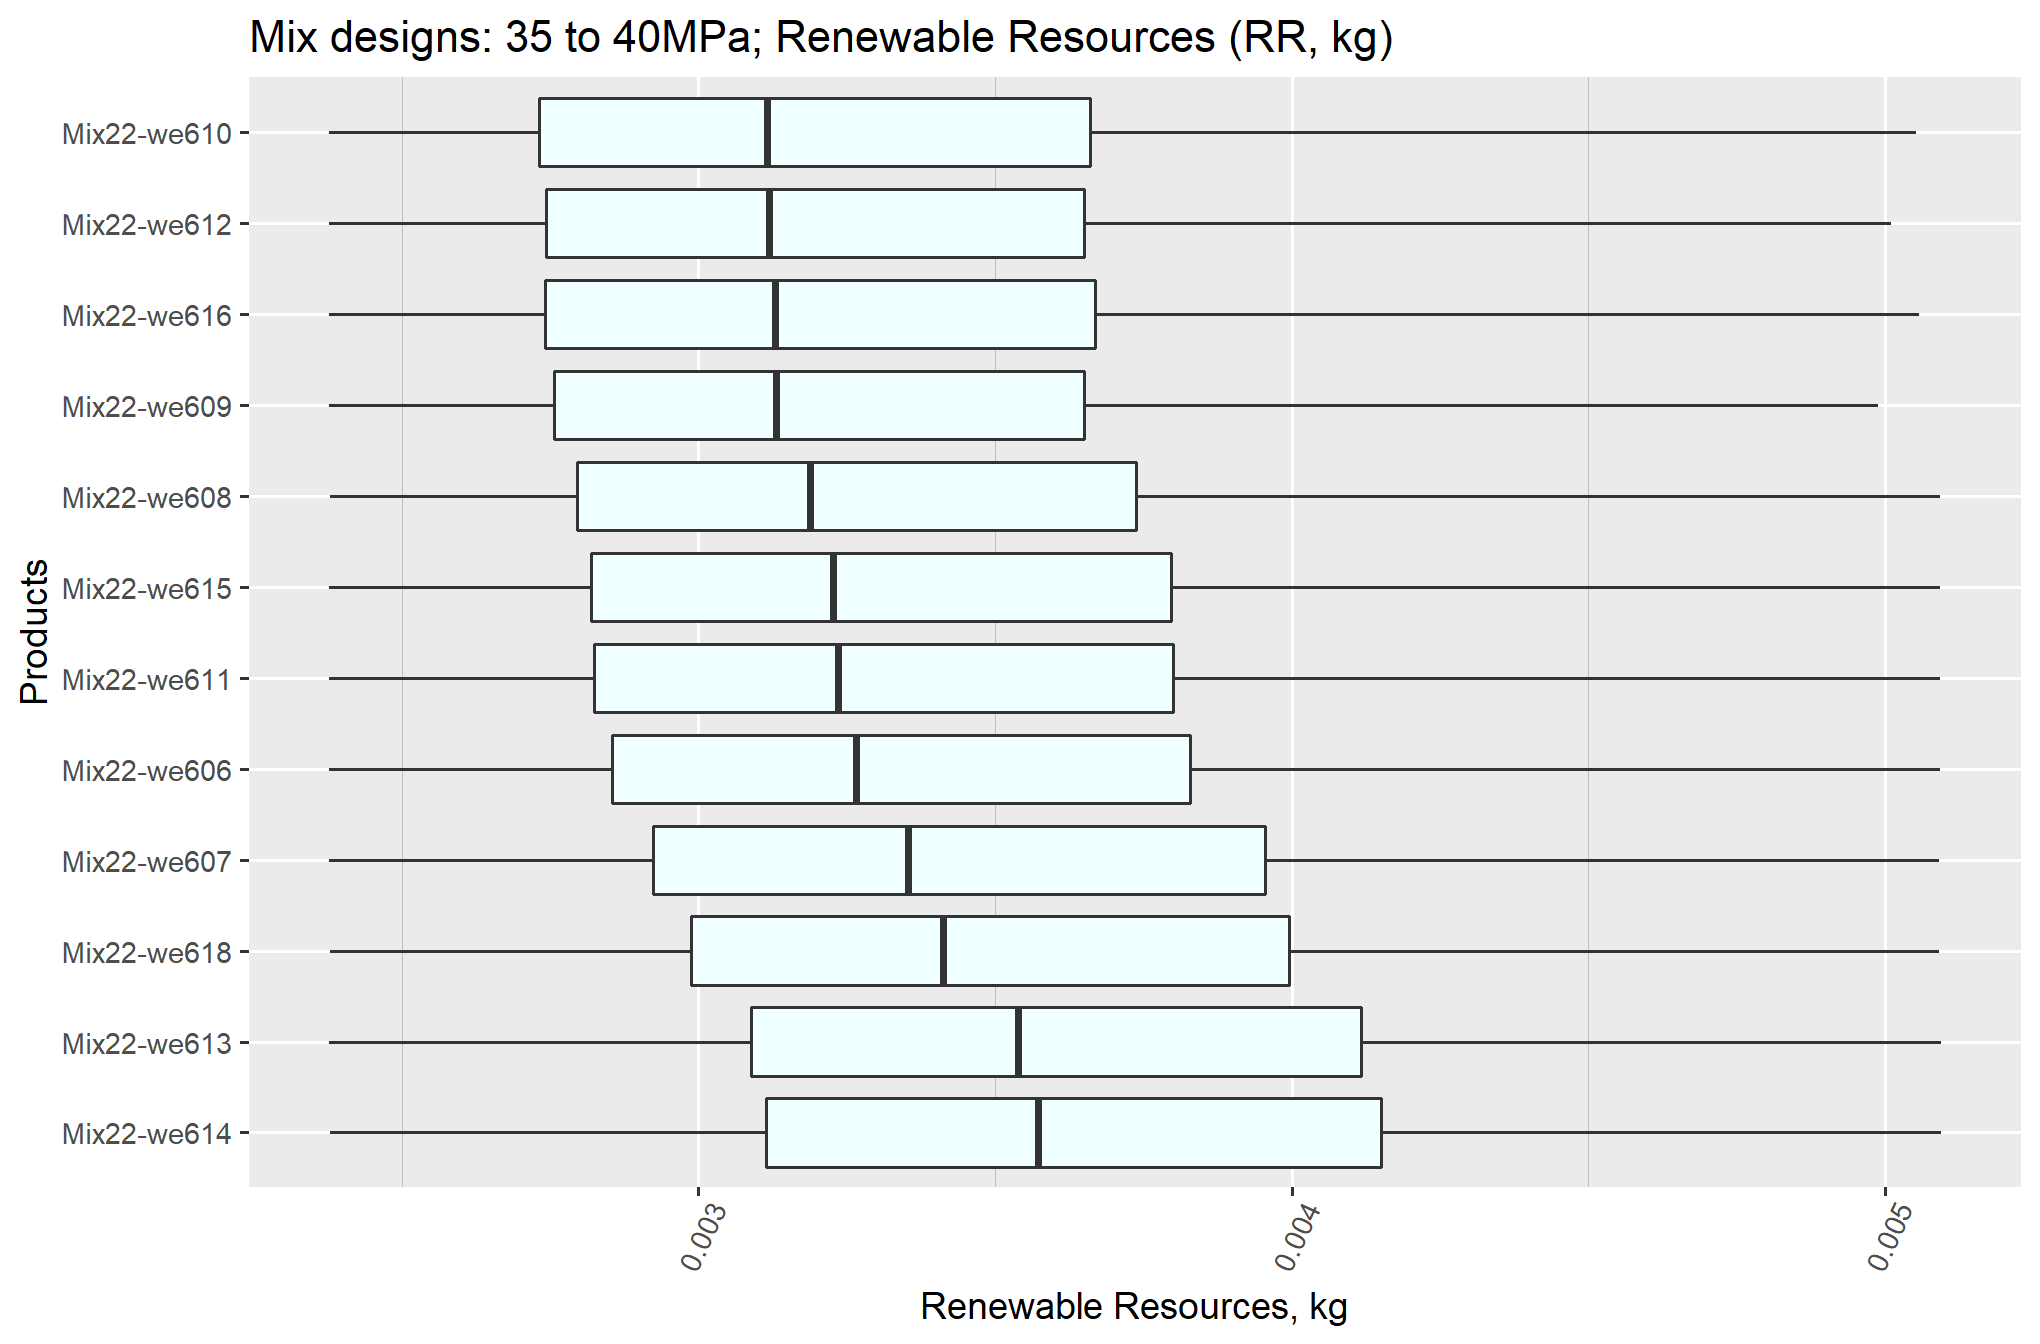 Mix designs: 35 to 40MPa; Renewable Resources (RR, kg)
Products
Mix22-we610
Mix22-we612
Mix22-we616
Mix22-we609
Mix22-we608
Mix22-we615
Mix22-we611
Mix22-we606
Mix22-we607
Mix22-we618
Mix22-we613
Mix22-we614
0.003
0.004
0.005
Renewable Resources, kg